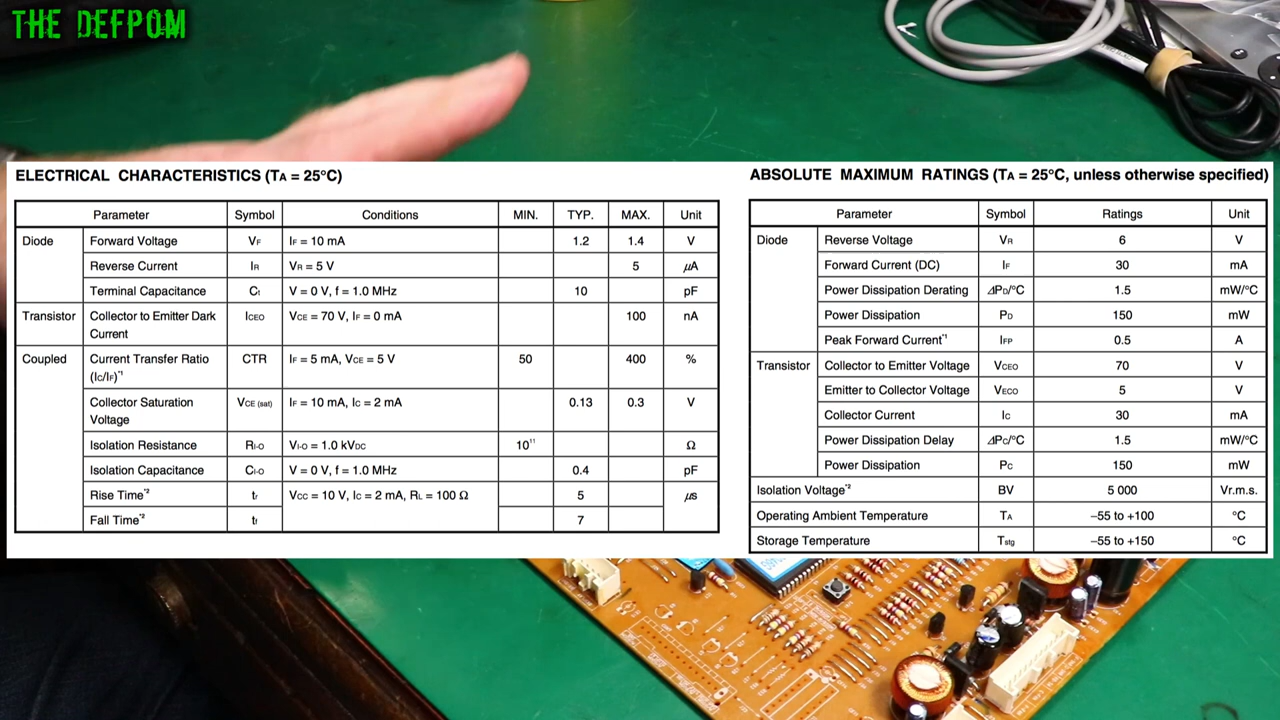 THE DEFPOM
ELECTRICAL CHARACTERISTICS (TA = 25°C)
Parameter Symbol Conditions MIN. TYP. MAX. Unit
Diode Forward Voltage VF IF = 10 mA 1.2 1.4 V
Reverse Current IR VR = 5 V 5 μA
Terminal Capacitance Ct V = 0 V, f = 1.0 MHz 10 pF
Transistor Collector to Emitter Dark ICEO VCE = 70 V, IF = 0 mA 100 nA
Current
Coupled Current Transfer Ratio CTR IF = 5 mA, VCE = 5 V 50 400 %
(IC/IF)*1
Collector Saturation VCE (sat) IF = 10 mA, IC = 2 mA 0.13 0.3 V
Voltage
Isolation Resistance RI-O VI-O = 1.0 kVDC 10¹¹ Ω
Isolation Capacitance CI-O V = 0 V, f = 1.0 MHz 0.4 pF
Rise Time*2 tr VCC = 10 V, IC = 2 mA, RL = 100 Ω 5 μs
Fall Time*2 tf 7
ABSOLUTE MAXIMUM RATINGS (TA = 25°C, unless otherwise specified)
Parameter Symbol Ratings Unit
Diode Reverse Voltage VR 6 V
Forward Current (DC) IF 30 mA
Power Dissipation Derating ⊿PD/°C 1.5 mW/°C
Power Dissipation PD 150 mW
Peak Forward Current*1 IFP 0.5 A
Transistor Collector to Emitter Voltage VCEO 70 V
Emitter to Collector Voltage VECO 5 V
Collector Current IC 30 mA
Power Dissipation Delay ⊿PC/°C 1.5 mW/°C
Power Dissipation PC 150 mW
Isolation Voltage*2 BV 5 000 Vr.m.s.
Operating Ambient Temperature TA –55 to +100 °C
Storage Temperature Tstg –55 to +150 °C